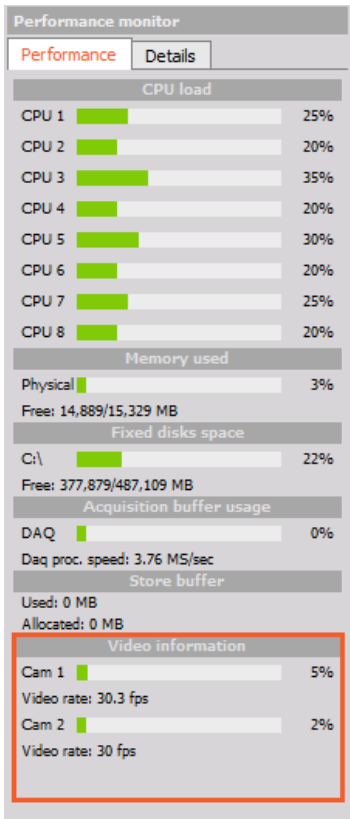 Performance monitor
Performance Details
CPU load
CPU 1 25%
CPU 2 20%
CPU 3 35%
CPU 4 20%
CPU 5 30%
CPU 6 20%
CPU 7 25%
CPU 8 20%
Memory used
Physical 3%
Free: 14,889/15,329 MB
Fixed disks space
C:\ 22%
Free: 377,879/487,109 MB
Acquisition buffer usage
DAQ 0%
Daq proc. speed: 3.76 MS/sec
Store buffer
Used: 0 MB
Allocated: 0 MB
Video information
Cam 1 5%
Video rate: 30.3 fps
Cam 2 2%
Video rate: 30 fps